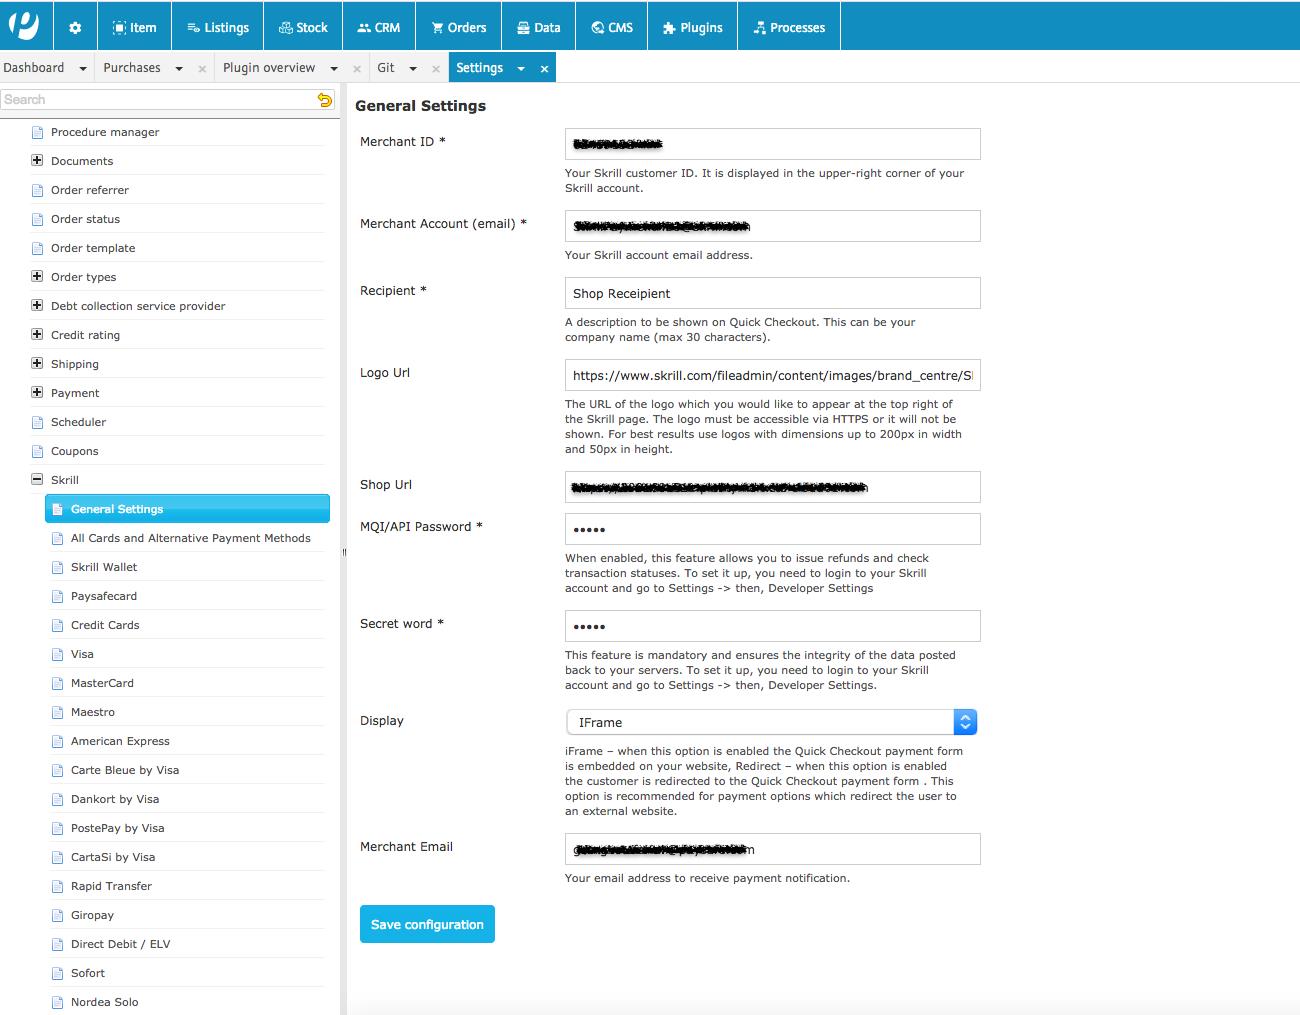 Item Listings Stock CRM Orders Data CMS Plugins Processes
Dashboard Purchases Plugin overview Git Settings
Search
Procedure manager
Documents
Order referrer
Order status
Order template
Order types
Debt collection service provider
Credit rating
Shipping
Payment
Scheduler
Coupons
Skrill
General Settings
All Cards and Alternative Payment Methods
Skrill Wallet
Paysafecard
Credit Cards
Visa
MasterCard
Maestro
American Express
Carte Bleue by Visa
Dankort by Visa
PostePay by Visa
CartaSi by Visa
Rapid Transfer
Giropay
Direct Debit / ELV
Sofort
Nordea Solo
General Settings
Merchant ID *
Your Skrill customer ID. It is displayed in the upper-right corner of your
Skrill account.
Merchant Account (email) *
Your Skrill account email address.
Recipient *
Shop Receipient
A description to be shown on Quick Checkout. This can be your
company name (max 30 characters).
Logo Url
https://www.skrill.com/fileadmin/content/images/brand_centre/S
The URL of the logo which you would like to appear at the top right of
the Skrill page. The logo must be accessible via HTTPS or it will not be
shown. For best results use logos with dimensions up to 200px in width
and 50px in height.
Shop Url
MQI/API Password *
•••••
When enabled, this feature allows you to issue refunds and check
transaction statuses. To set it up, you need to login to your Skrill
account and go to Settings -> then, Developer Settings
Secret word *
•••••
This feature is mandatory and ensures the integrity of the data posted
back to your servers. To set it up, you need to login to your Skrill
account and go to Settings -> then, Developer Settings.
Display
IFrame
iFrame – when this option is enabled the Quick Checkout payment form
is embedded on your website, Redirect – when this option is enabled
the customer is redirected to the Quick Checkout payment form . This
option is recommended for payment options which redirect the user to
an external website.
Merchant Email
Your email address to receive payment notification.
Save configuration